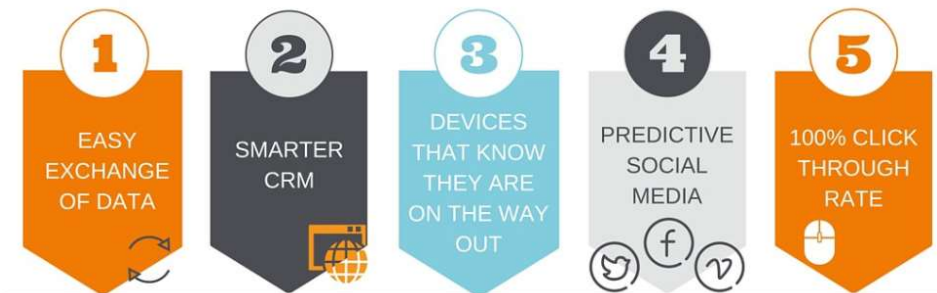 1
EASY
EXCHANGE
OF DATA
2
SMARTER
CRM
3
DEVICES
THAT KNOW
THEY ARE
ON THE WAY
OUT
4
PREDICTIVE
SOCIAL
MEDIA
5
100% CLICK
THROUGH
RATE